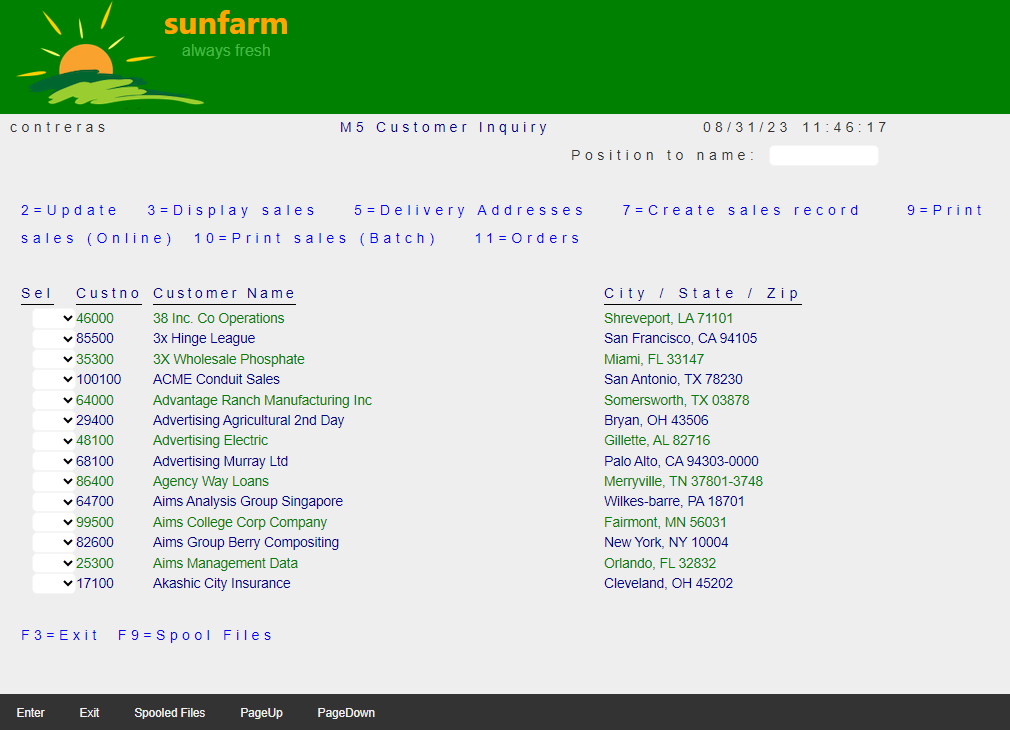 sunfarm
always fresh
contreras M5 Customer Inquiry 08/31/23 11:46:17
Position to name:
2=Update 3=Display sales 5=Delivery Addresses 7=Create sales record 9=Print
sales (Online) 10=Print sales (Batch) 11=Orders
Sel Custno Customer Name City / State / Zip
46000 38 Inc. Co Operations Shreveport, LA 71101
85500 3x Hinge League San Francisco, CA 94105
35300 3X Wholesale Phosphate Miami, FL 33147
100100 ACME Conduit Sales San Antonio, TX 78230
64000 Advantage Ranch Manufacturing Inc Somersworth, TX 03878
29400 Advertising Agricultural 2nd Day Bryan, OH 43506
48100 Advertising Electric Gillette, AL 82716
68100 Advertising Murray Ltd Palo Alto, CA 94303-0000
86400 Agency Way Loans Merryville, TN 37801-3748
64700 Aims Analysis Group Singapore Wilkes-barre, PA 18701
99500 Aims College Corp Company Fairmont, MN 56031
82600 Aims Group Berry Compositing New York, NY 10004
25300 Aims Management Data Orlando, FL 32832
17100 Akashic City Insurance Cleveland, OH 45202
F3=Exit F9=Spool Files
Enter Exit Spooled Files PageUp PageDown